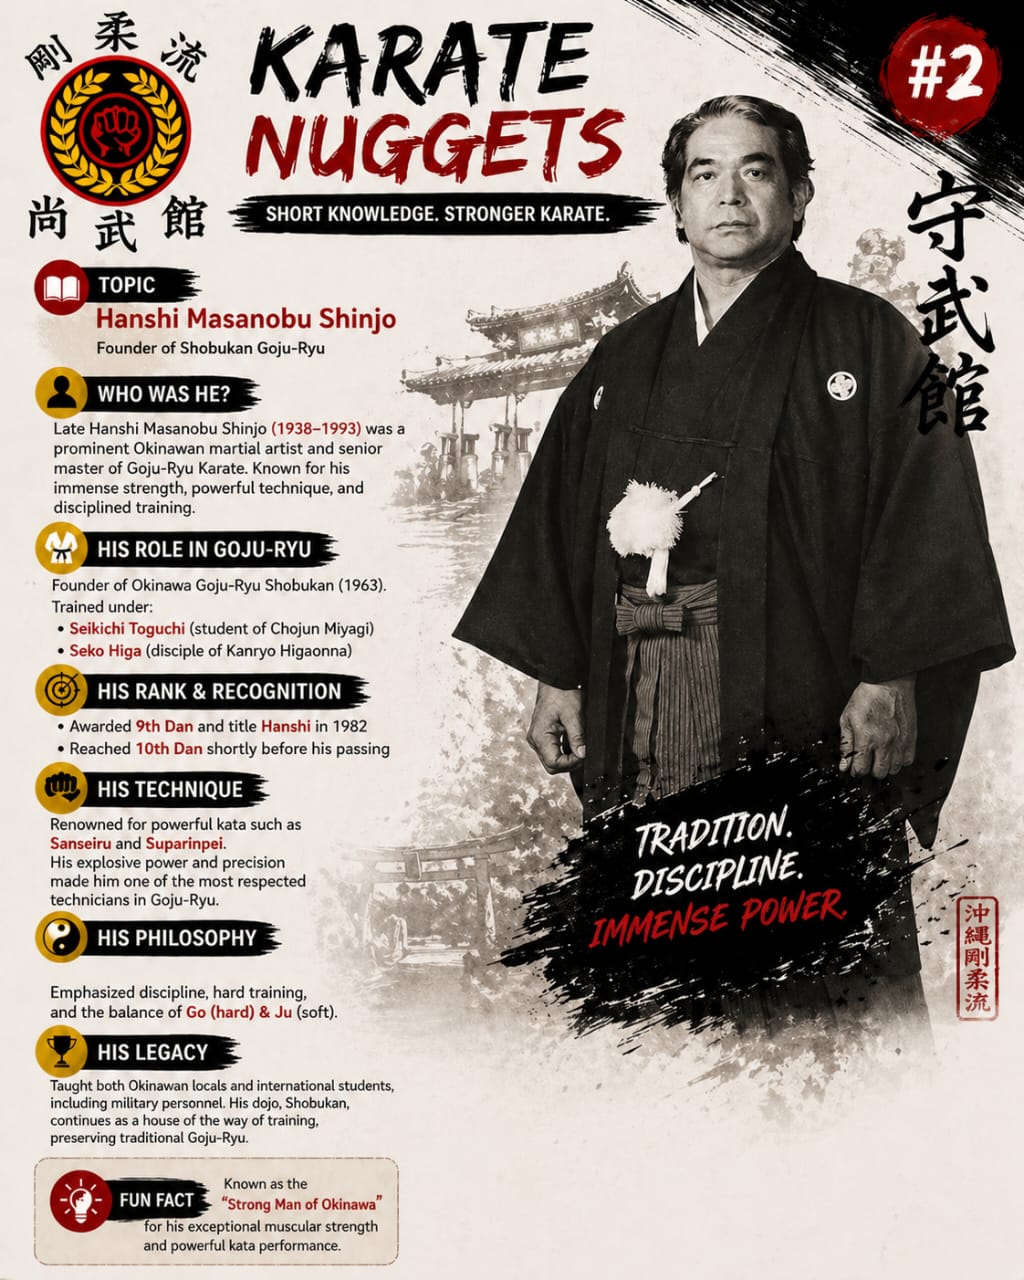 剛柔流
尚武館
KARATE
NUGGETS
SHORT KNOWLEDGE. STRONGER KARATE.
#2
守武館
TOPIC
Hanshi Masanobu Shinjo
Founder of Shobukan Goju-Ryu
WHO WAS HE?
Late Hanshi Masanobu Shinjo (1938–1993) was a
prominent Okinawan martial artist and senior
master of Goju-Ryu Karate. Known for his
immense strength, powerful technique, and
disciplined training.
HIS ROLE IN GOJU-RYU
Founder of Okinawa Goju-Ryu Shobukan (1963).
Trained under:
• Seikichi Toguchi (student of Chojun Miyagi)
• Seko Higa (disciple of Kanryo Higaonna)
HIS RANK & RECOGNITION
• Awarded 9th Dan and title Hanshi in 1982
• Reached 10th Dan shortly before his passing
HIS TECHNIQUE
Renowned for powerful kata such as
Sanseiru and Suparinpei.
His explosive power and precision
made him one of the most respected
technicians in Goju-Ryu.
HIS PHILOSOPHY
Emphasized discipline, hard training,
and the balance of Go (hard) & Ju (soft).
HIS LEGACY
Taught both Okinawan locals and international students,
including military personnel. His dojo, Shobukan,
continues as a house of the way of training,
preserving traditional Goju-Ryu.
FUN FACT
Known as the
“Strong Man of Okinawa”
for his exceptional muscular strength
and powerful kata performance.
TRADITION.
DISCIPLINE.
IMMENSE POWER.
沖縄剛柔流